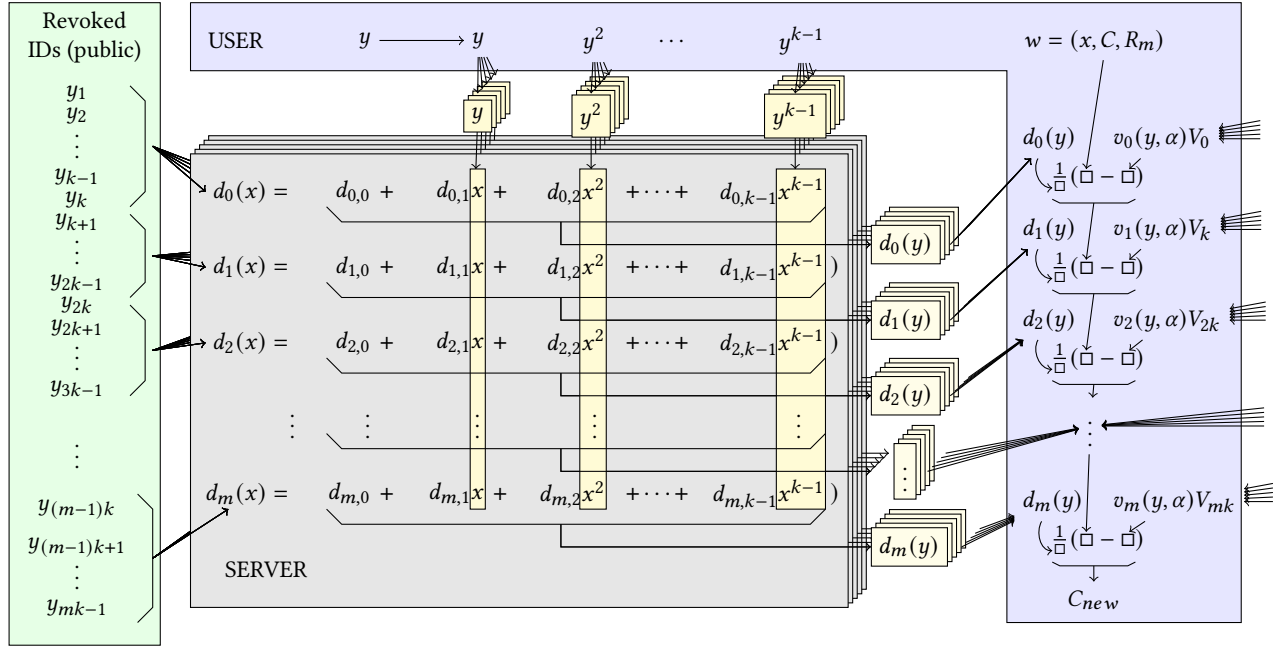 Revoked
IDs (public)
y_1
y_2
⋮
y_{k−1}
y_k
y_{k+1}
⋮
y_{2k−1}
y_{2k}
y_{2k+1}
⋮
y_{3k−1}
⋮
y_{(m−1)k}
y_{(m−1)k+1}
⋮
y_{mk−1}
USER y y y^2 ⋯ y^{k−1} w = (x, C, R_m)
y y^2 y^{k−1}
d_0(x) = d_{0,0} + d_{0,1}x + d_{0,2}x^2 +⋯+ d_{0,k−1}x^{k−1}
d_1(x) = d_{1,0} + d_{1,1}x + d_{1,2}x^2 +⋯+ d_{1,k−1}x^{k−1})
d_2(x) = d_{2,0} + d_{2,1}x + d_{2,2}x^2 +⋯+ d_{2,k−1}x^{k−1})
⋮ ⋮ ⋮ ⋮ ⋮
d_m(x) = d_{m,0} + d_{m,1}x + d_{m,2}x^2 +⋯+ d_{m,k−1}x^{k−1})
SERVER
d_0(y)
d_1(y)
d_2(y)
⋮
d_m(y)
d_0(y) v_0(y, α)V_0
1/□ (□ − □)
d_1(y) v_1(y, α)V_k
1/□ (□ − □)
d_2(y) v_2(y, α)V_{2k}
1/□ (□ − □)
⋮
d_m(y) v_m(y, α)V_{mk}
1/□ (□ − □)
C_{new}